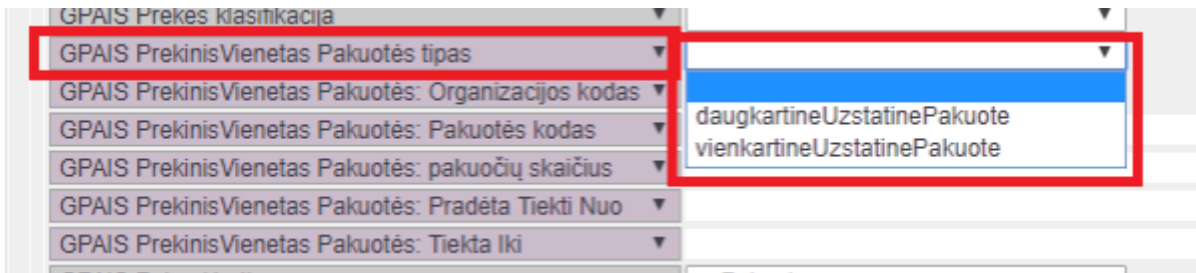 GPAIS Prekės klasifikacija
GPAIS PrekinisVienetas Pakuotės tipas
GPAIS PrekinisVienetas Pakuotės: Organizacijos kodas
daugkartineUzstatinePakuote
GPAIS PrekinisVienetas Pakuotės: Pakuotės kodas
vienkartineUzstatinePakuote
GPAIS PrekinisVienetas Pakuotės: pakuočių skaičius
GPAIS PrekinisVienetas Pakuotės: Pradėta Tiekti Nuo
GPAIS PrekinisVienetas Pakuotės: Tiekta Iki